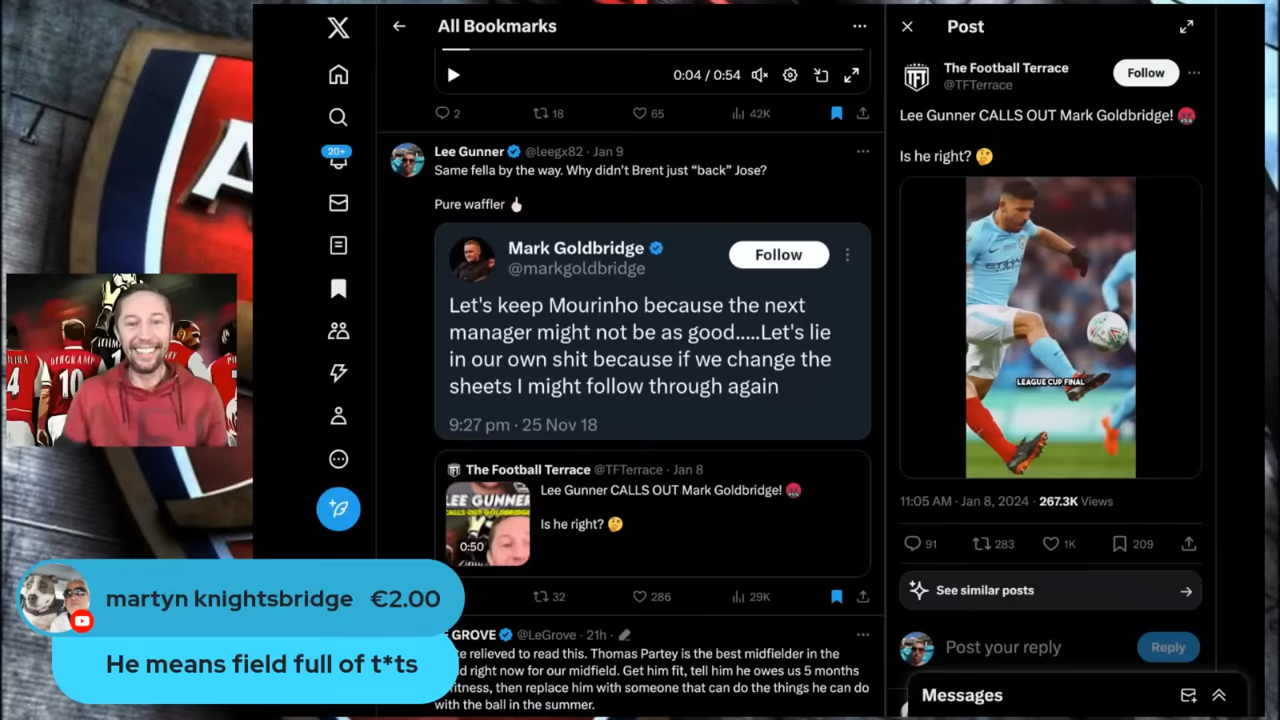 All Bookmarks
0:04 / 0:54
2
18
65
42K
20+
Lee Gunner @leegx82 · Jan 9
Same fella by the way. Why didn't Brent just "back" Jose?
Pure waffler
Mark Goldbridge
@markgoldbridge
Follow
Let's keep Mourinho because the next
manager might not be as good.....Let's lie
in our own shit because if we change the
sheets I might follow through again
9:27 pm · 25 Nov 18
The Football Terrace @TFTerrace · Jan 8
LEE GUNNER
0:50
Lee Gunner CALLS OUT Mark Goldbridge!
Is he right?
32
286
29K
GROVE @LeGrove · 21h ·
relieved to read this. Thomas Partey is the best midfielder in the
right now for our midfield. Get him fit, tell him he owes us 5 months
fitness, then replace him with someone that can do the things he can do
with the ball in the summer.
Post
The Football Terrace
@TFTerrace
Follow
Lee Gunner CALLS OUT Mark Goldbridge!
Is he right?
LEAGUE CUP FINAL
11:05 AM · Jan 8, 2024 · 267.3K Views
91
283
1K
209
See similar posts
Post your reply
Reply
Messages
4
BERGKAMP
10
martyn knightsbridge €2.00
He means field full of t*ts